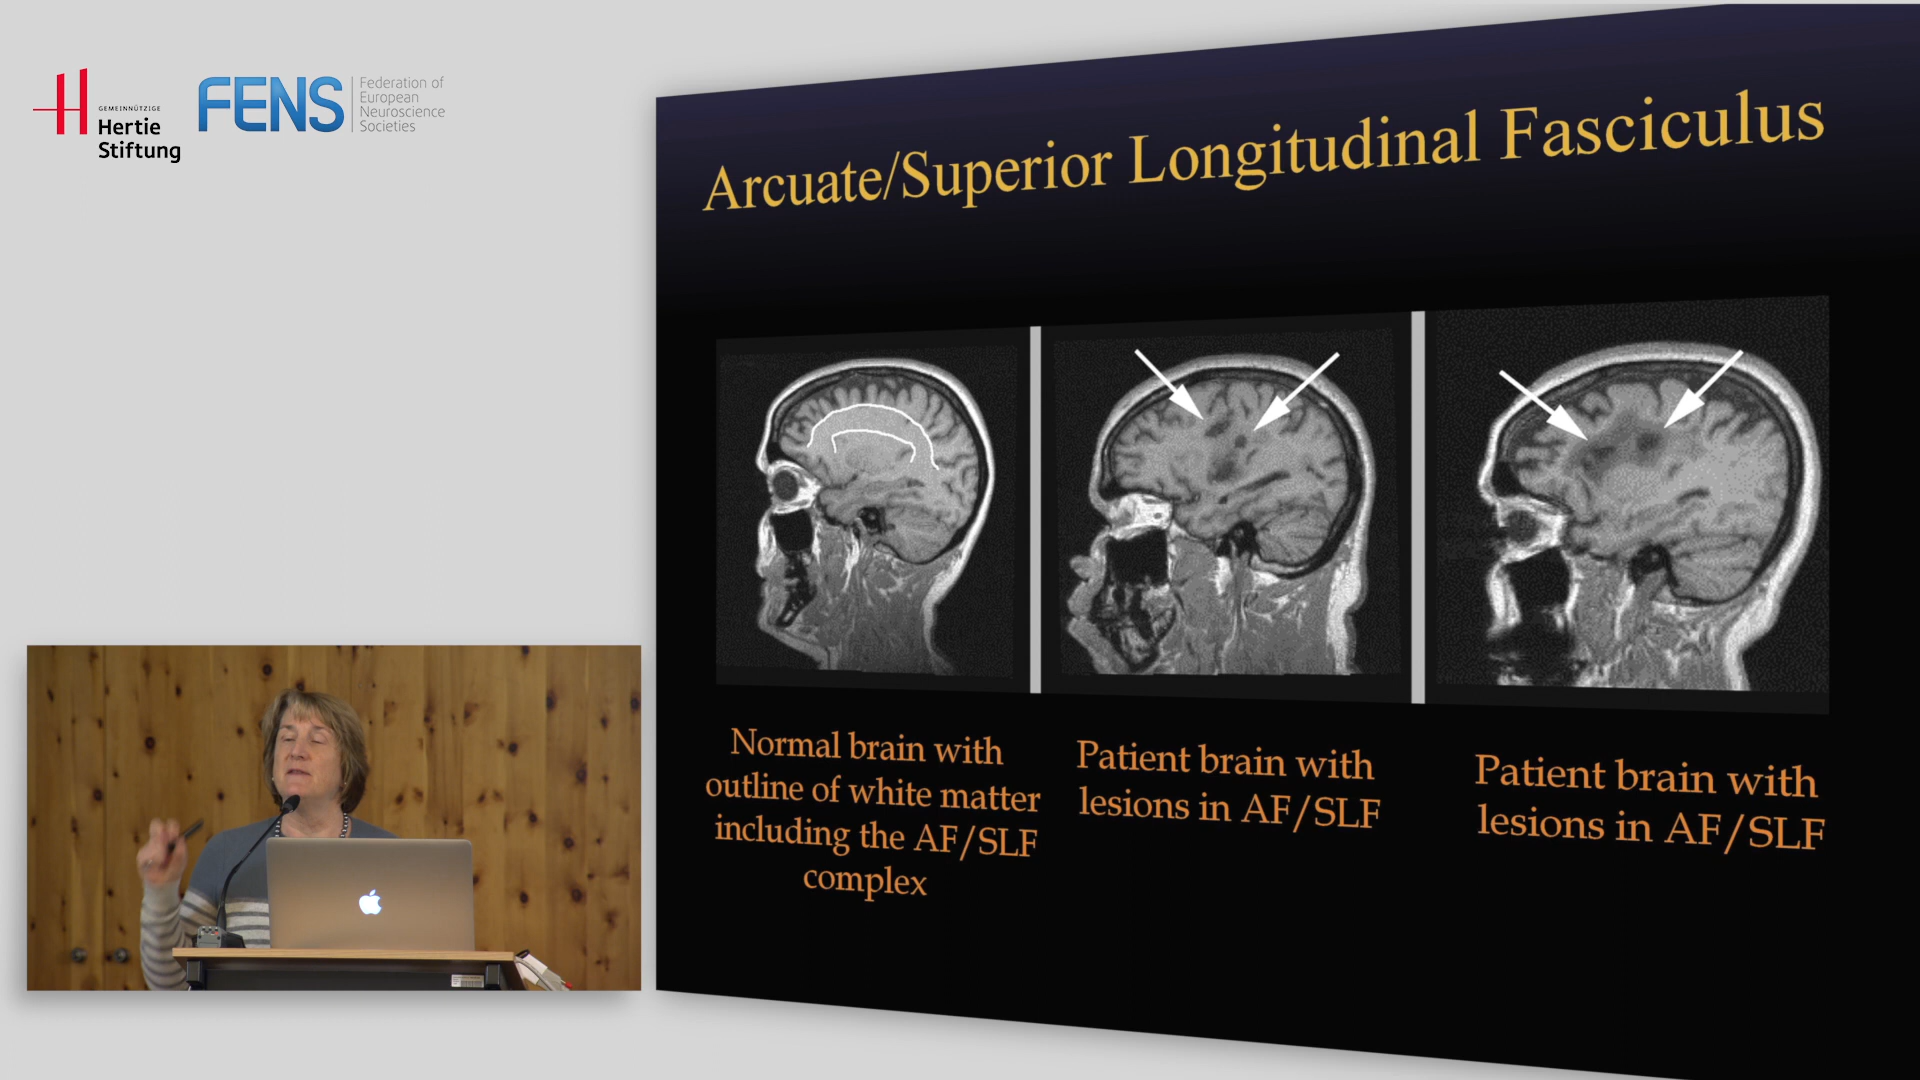 GEMEINNÜTZIGE
Hertie
Stiftung
FENS
Federation of
European
Neuroscience
Societies
Arcuate/Superior Longitudinal Fasciculus
Normal brain with
outline of white matter
including the AF/SLF
complex
Patient brain with
lesions in AF/SLF
Patient brain with
lesions in AF/SLF